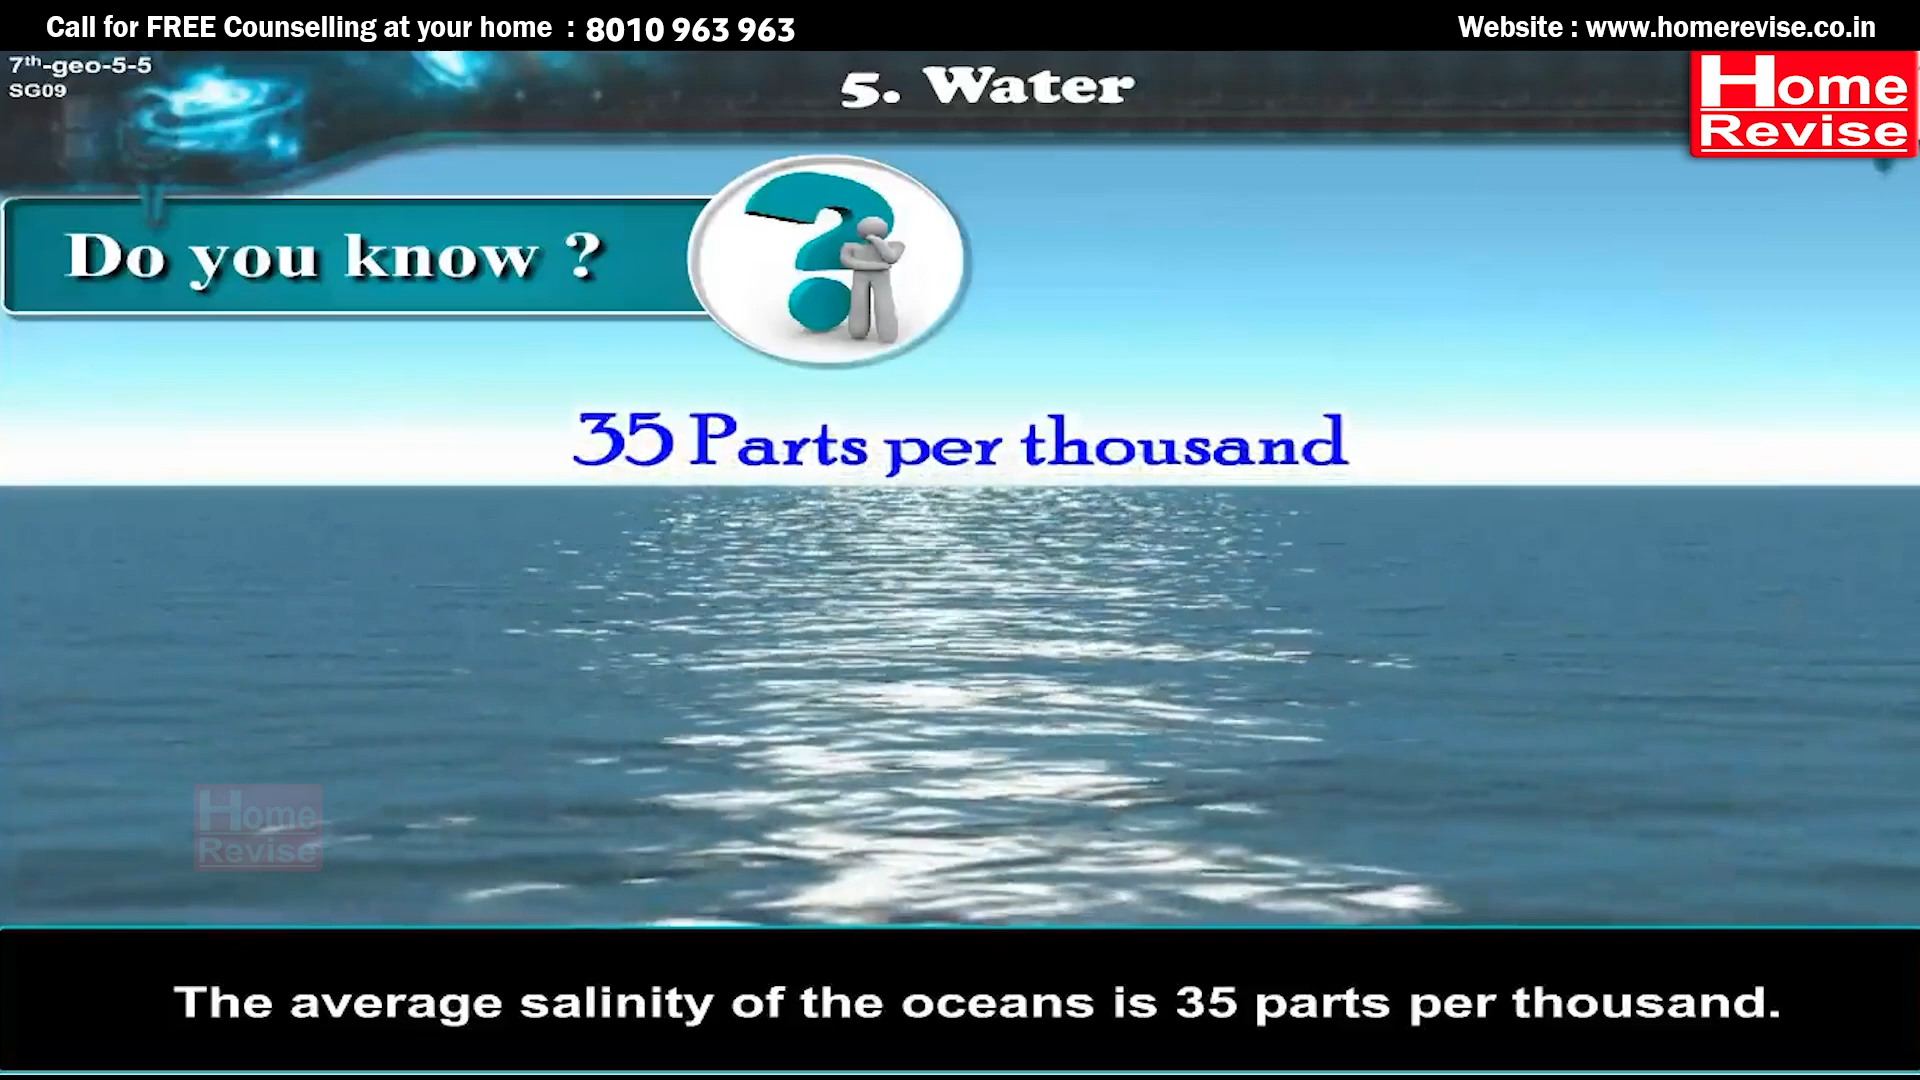 Call for FREE Counselling at your home : 8010 963 963
Website : www.homerevise.co.in
7th-geo-5-5
SG09
5. Water
Home
Revise
Do you know ?
35 Parts per thousand
Home
Revise
The average salinity of the oceans is 35 parts per thousand.